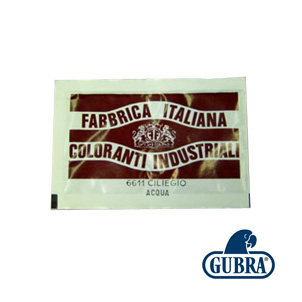 FABBRICA ITALIANA
COLORANTI INDUSTRIALI
6611 CILIEGIO
ACQUA
GUBRA